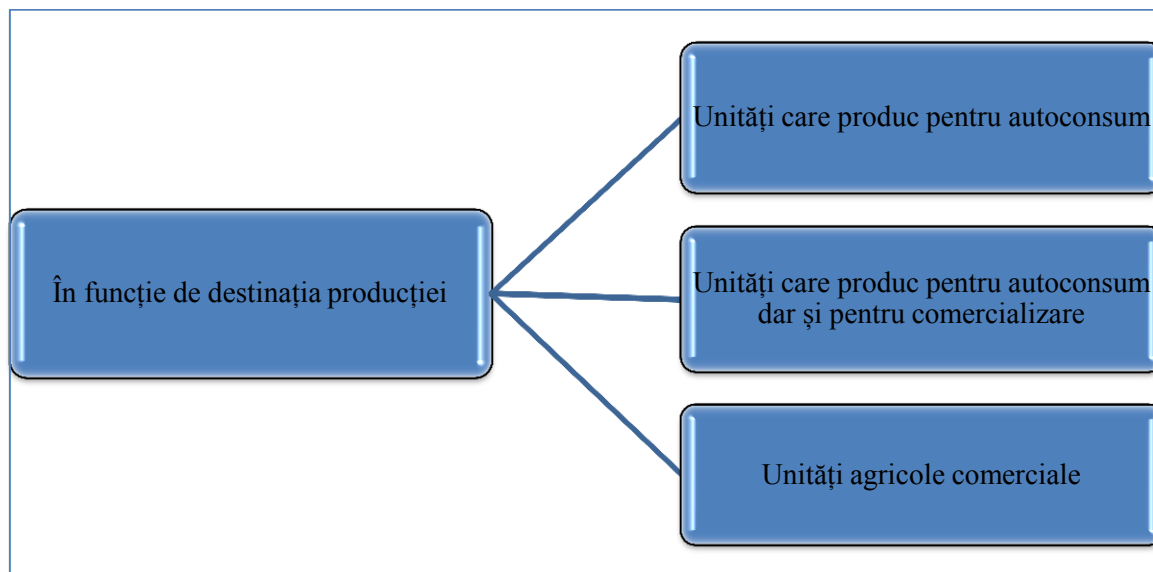 În funcție de destinația producției
Unități care produc pentru autoconsum
Unități care produc pentru autoconsum
dar și pentru comercializare
Unități agricole comerciale